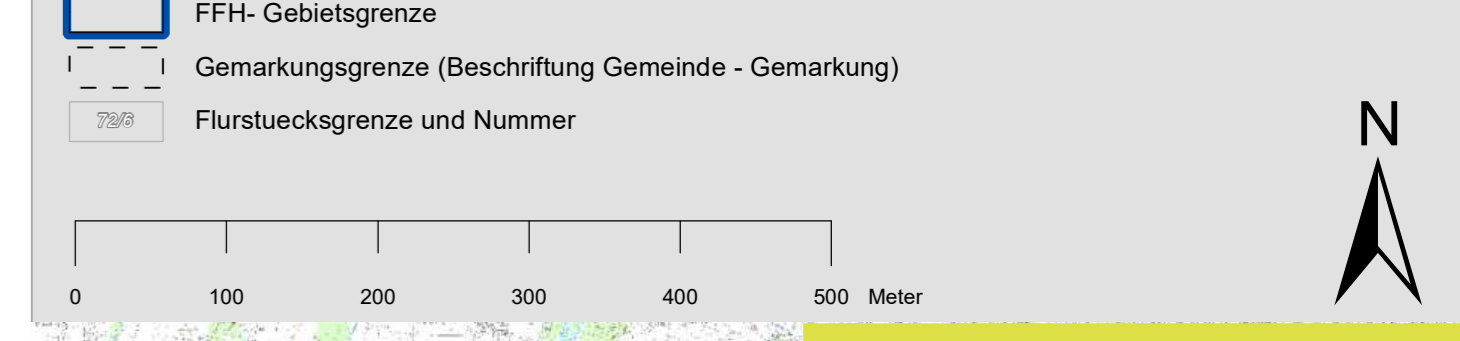 FFH- Gebietsgrenze
Gemarkungsgrenze (Beschriftung Gemeinde - Gemarkung)
72/6 Flurstuecksgrenze und Nummer
N
0 100 200 300 400 500 Meter